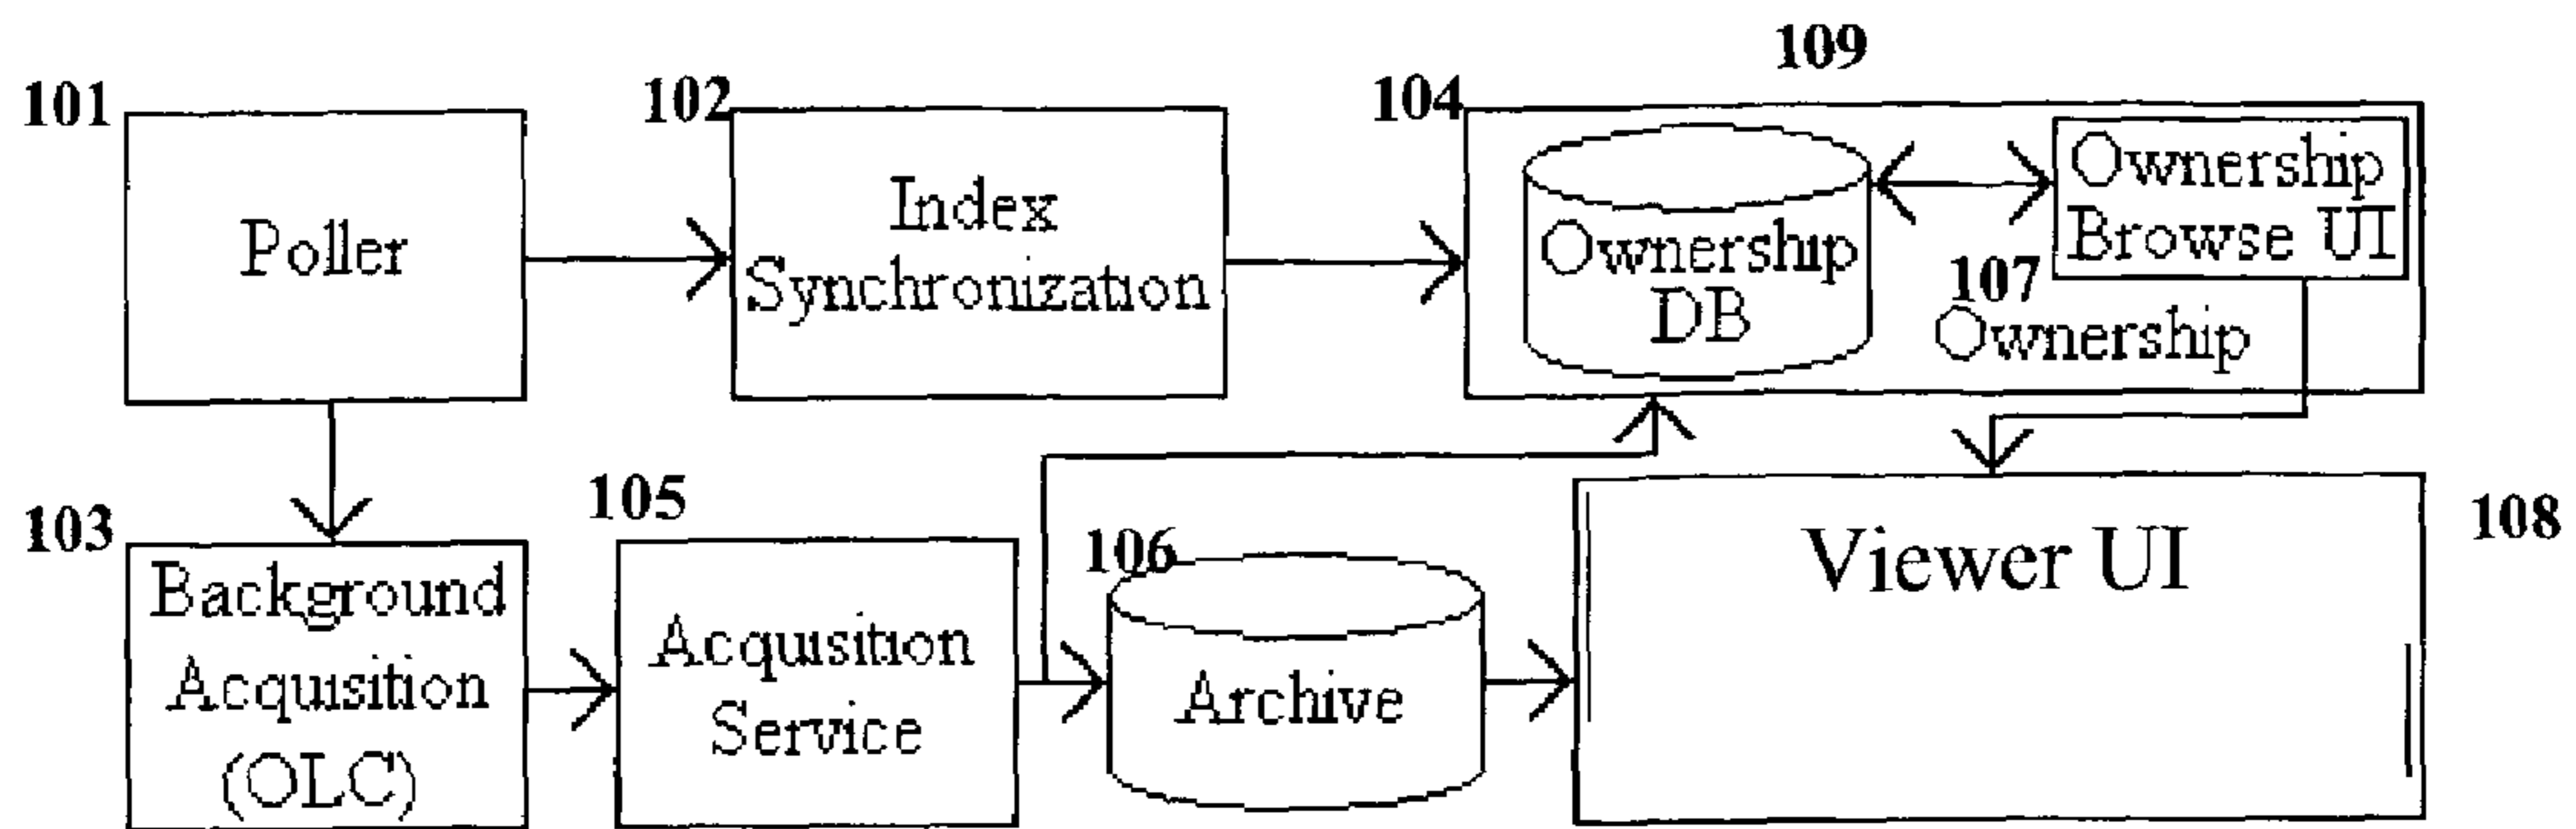 109
101
102
104
Poller
Index
Synchronization
Ownership
DB
Ownership
Browse UI
107
Ownership
103
Background
Acquisition
(OLC)
105
Acquisition
Service
106
Archive
Viewer UI
108